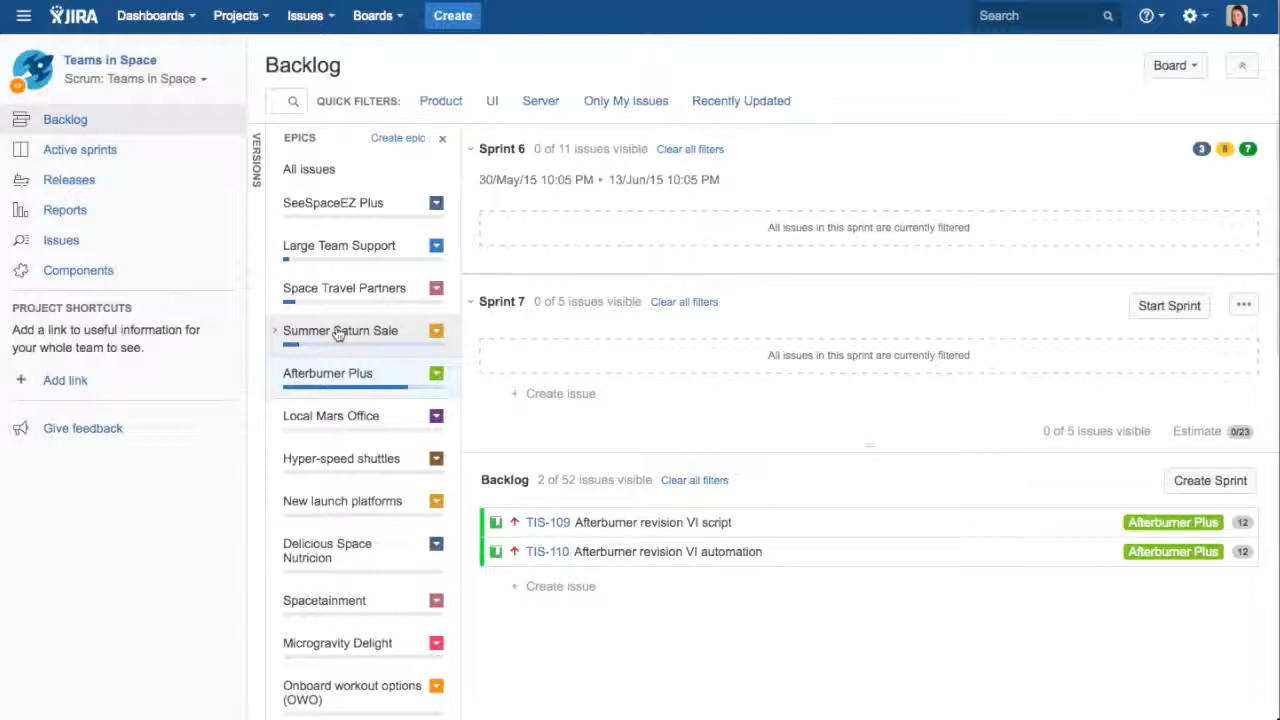 JIRA Dashboards Projects Issues Boards Create Search
Teams in Space
Scrum: Teams in Space
Backlog
Active sprints
Releases
Reports
Issues
Components
PROJECT SHORTCUTS
Add a link to useful information for
your whole team to see.
+ Add link
Give feedback
Backlog
Board
QUICK FILTERS: Product UI Server Only My Issues Recently Updated
VERSIONS
EPICS Create epic
All issues
SeeSpaceEZ Plus
Large Team Support
Space Travel Partners
Summer Saturn Sale
Afterburner Plus
Local Mars Office
Hyper-speed shuttles
New launch platforms
Delicious Space
Nutricion
Spacetainment
Microgravity Delight
Onboard workout options
(OWO)
Sprint 6 0 of 11 issues visible Clear all filters 3 8 7
30/May/15 10:05 PM • 13/Jun/15 10:05 PM
All issues in this sprint are currently filtered
Sprint 7 0 of 5 issues visible Clear all filters Start Sprint •••
All issues in this sprint are currently filtered
+ Create issue
0 of 5 issues visible Estimate 0/23
Backlog 2 of 52 issues visible Clear all filters Create Sprint
TIS-109 Afterburner revision VI script Afterburner Plus 12
TIS-110 Afterburner revision VI automation Afterburner Plus 12
+ Create issue